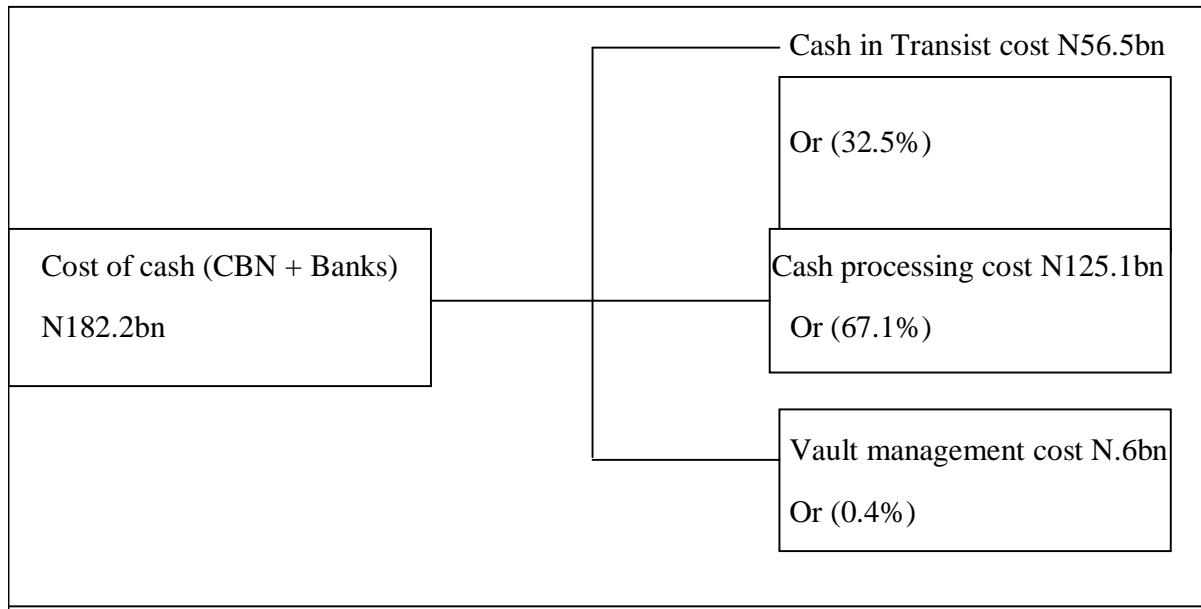 Cash in Transist cost N56.5bn
Or (32.5%)
Cost of cash (CBN + Banks)
N182.2bn
Cash processing cost N125.1bn
Or (67.1%)
Vault management cost N.6bn
Or (0.4%)